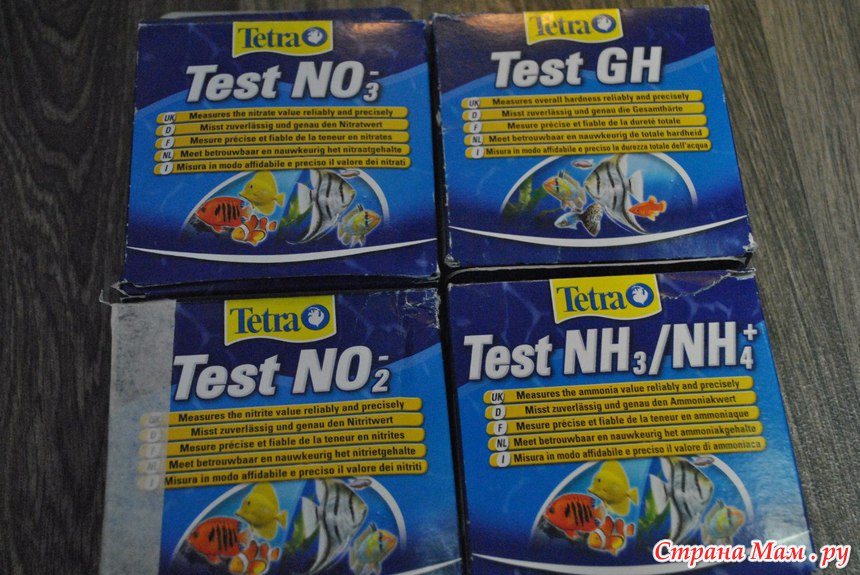 Tetra
Test NO₃⁻
UK Measures the nitrate value reliably and precisely
D Misst zuverlässig und genau den Nitratwert
F Mesure précise et fiable de la teneur en nitrates
NL Meet betrouwbaar en nauwkeurig het nitraatgehalte
I Misura in modo affidabile e preciso il valore dei nitrati
Tetra
Test GH
UK Measures overall hardness reliably and precisely
D Misst zuverlässig und genau die Gesamthärte
F Mesure précise et fiable de la dureté totale
NL Meet betrouwbaar en nauwkeurig de totale hardheid
I Misura in modo affidabile e preciso la durezza totale dell'acqua
Tetra
Test NO₂⁻
UK Measures the nitrite value reliably and precisely
D Misst zuverlässig und genau den Nitritwert
F Mesure précise et fiable de la teneur en nitrites
Meet betrouwbaar en nauwkeurig het nitrietgehalte
I Misura in modo affidabile e preciso il valore dei nitriti
Tetra
Test NH₃/NH₄⁺
UK Measures the ammonia value reliably and precisely
D Misst zuverlässig und genau den Ammoniakwert
F Mesure précise et fiable de la teneur en ammoniaque
NL Meet betrouwbaar en nauwkeurig het ammoniakgehalte
I Misura in modo affidabile e preciso il valore di ammoniaca
Страна Мам.ру